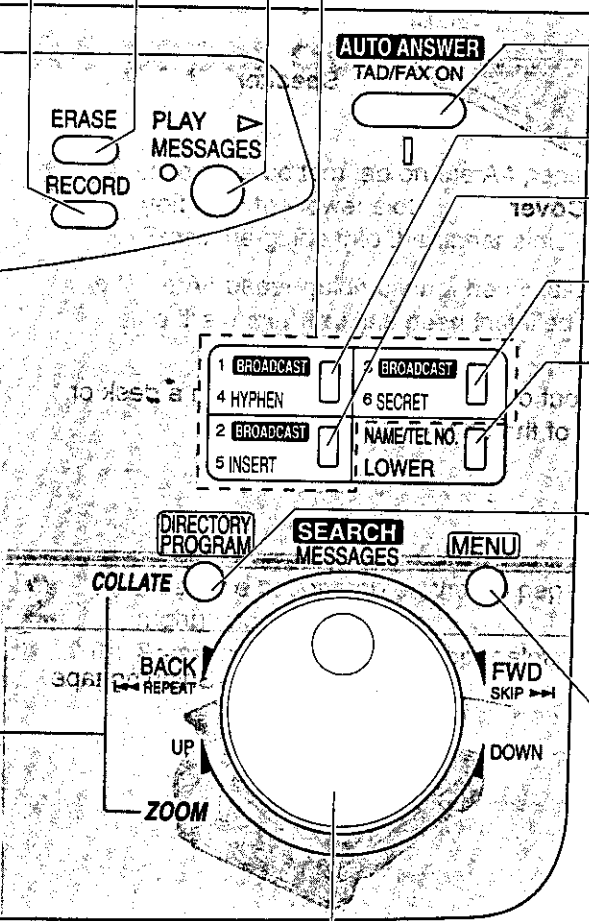 AUTO ANSWER
TAD/FAX ON
ERASE
PLAY
MESSAGES
RECORD
1 BROADCAST
4 HYPHEN
3 BROADCAST
6 SECRET
2 BROADCAST
5 INSERT
NAME/TEL NO.
LOWER
DIRECTORY
PROGRAM
SEARCH
MESSAGES
MENU
COLLATE
BACK
REPEAT
FWD
SKIP
UP
DOWN
ZOOM